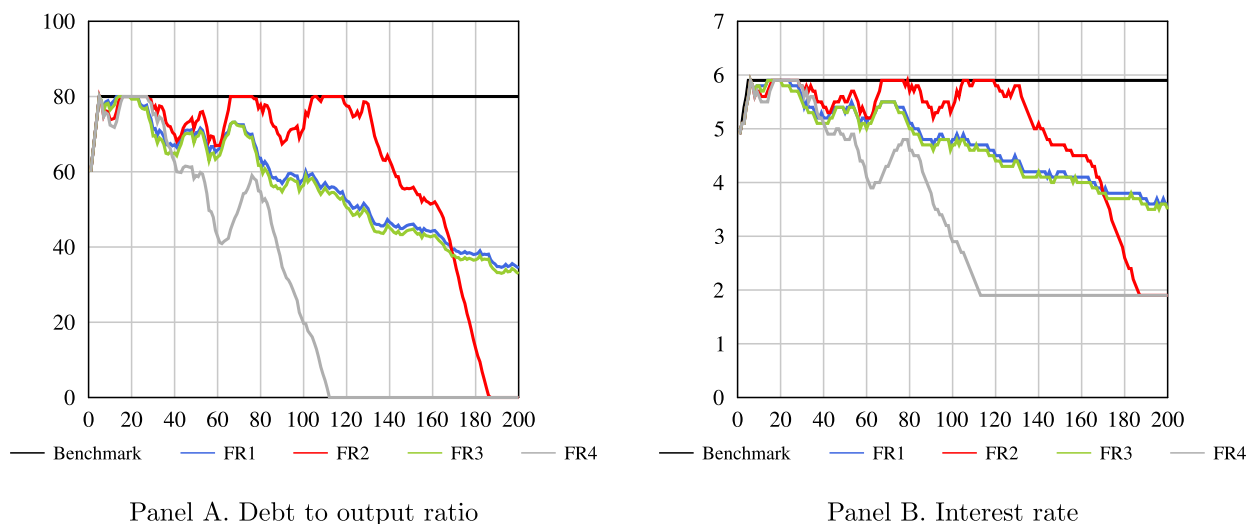 100
80
60
40
20
0
0 20 40 60 80 100 120 140 160 180 200
Benchmark FR1 FR2 FR3 FR4
Panel A. Debt to output ratio
7
6
5
4
3
2
1
0
0 20 40 60 80 100 120 140 160 180 200
Benchmark FR1 FR2 FR3 FR4
Panel B. Interest rate